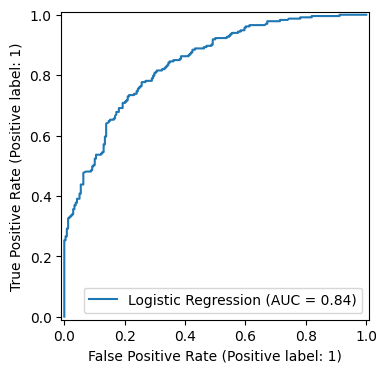 1.0
0.8
0.6
0.4
0.2
0.0
True Positive Rate (Positive label: 1)
Logistic Regression (AUC = 0.84)
0.0 0.2 0.4 0.6 0.8 1.0
False Positive Rate (Positive label: 1)